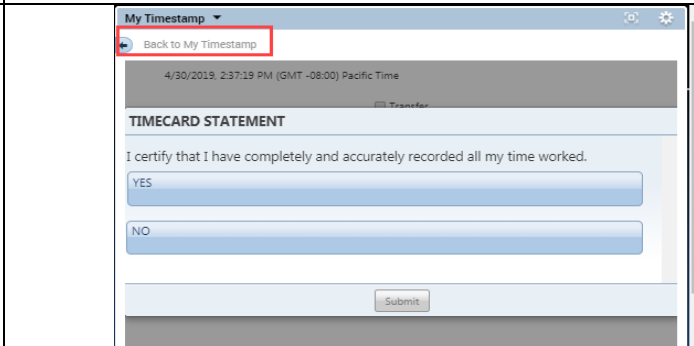 My Timestamp
Back to My Timestamp
4/30/2019, 2:37:19 PM (GMT -08:00) Pacific Time
Transfer
TIMECARD STATEMENT
I certify that I have completely and accurately recorded all my time worked.
YES
NO
Submit